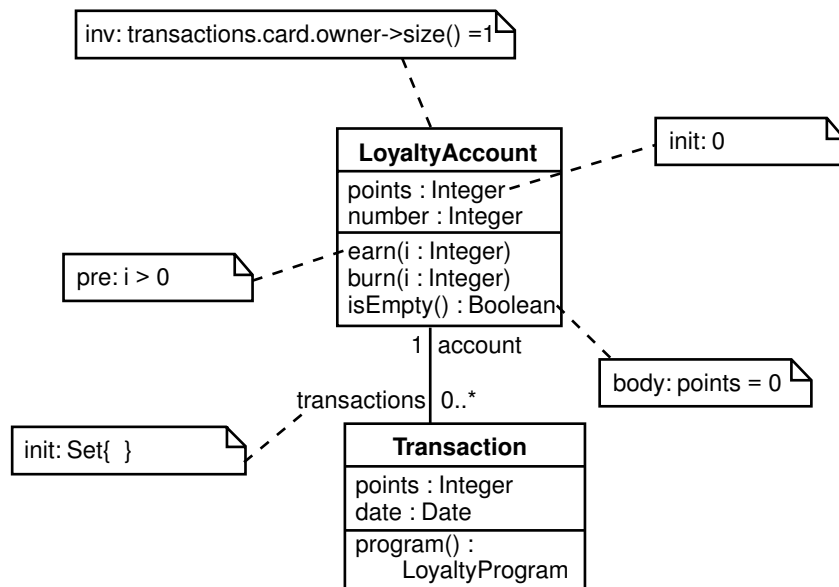 inv: transactions.card.owner->size() =1
LoyaltyAccount
init: 0
points : Integer
number : Integer
earn(i : Integer)
pre: i > 0
burn(i : Integer)
isEmpty() : Boolean
1 account
body: points = 0
transactions 0..*
init: Set{ }
Transaction
points : Integer
date : Date
program() :
LoyaltyProgram